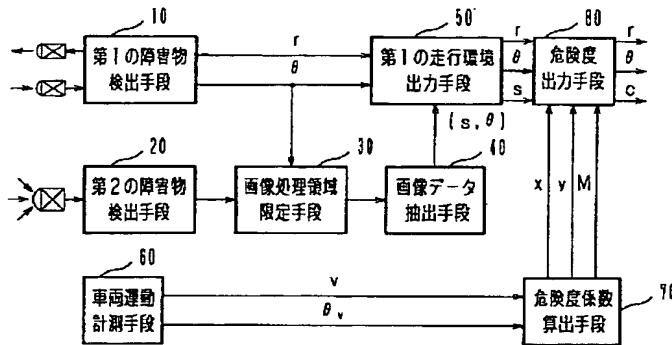 10
第1の障害物
検出手段
r
θ
50
第1の走行環境
出力手段
r
θ
s
80
危険度
出力手段
r
θ
c
(s,θ)
20
第2の障害物
検出手段
30
画像処理領域
限定手段
40
画像データ
抽出手段
x
y
M
60
車両運動
計測手段
v
θv
危険度係数
算出手段
70